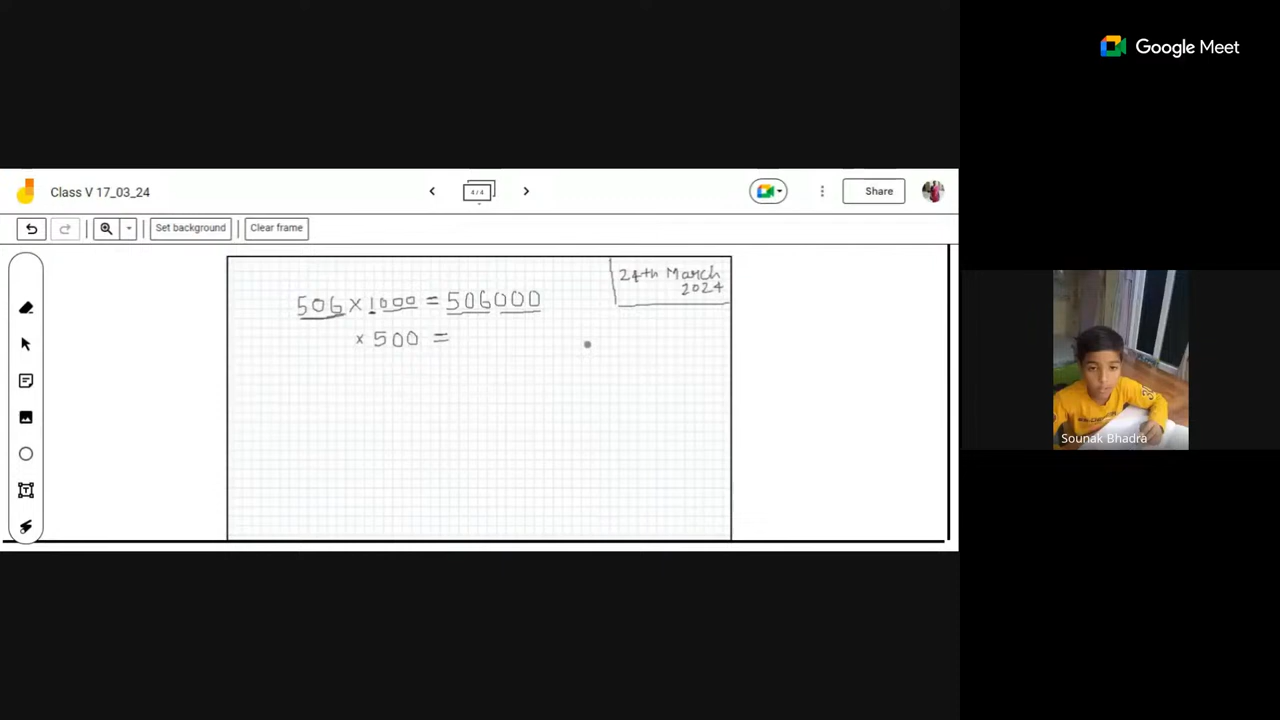 Google Meet
Class V 17_03_24
4/4
Share
Set background
Clear frame
24th March
2024
506 × 1000 = 506000
× 500 =
Sounak Bhadra